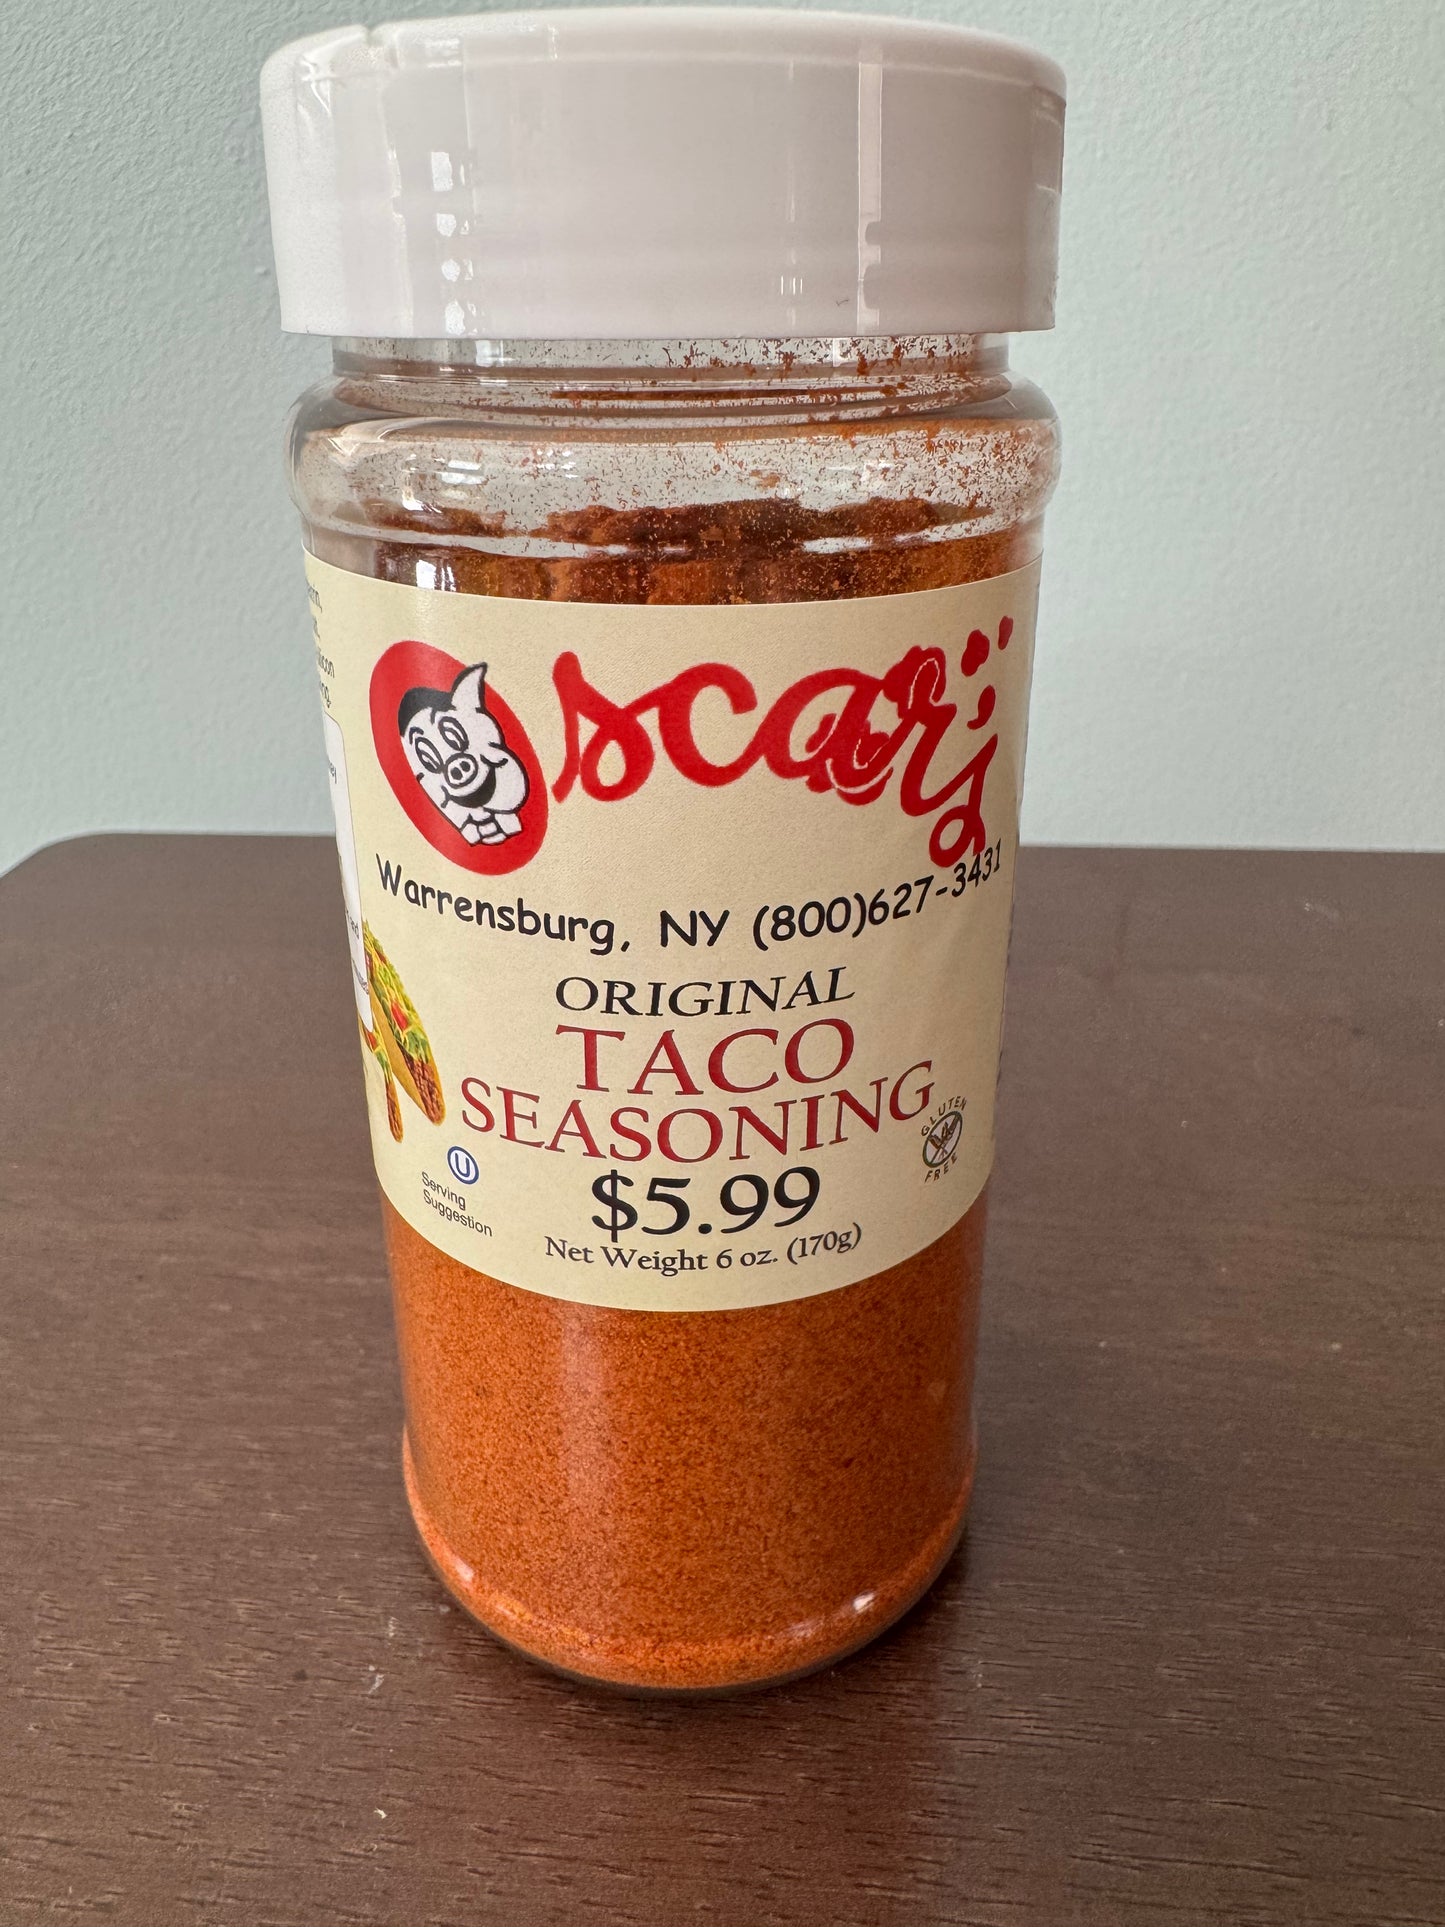 Oscar's
Warrensburg, NY (800)627-3431
ORIGINAL
TACO
SEASONING
GLUTEN
FREE
U
Serving
Suggestion
$5.99
Net Weight 6 oz. (170g)